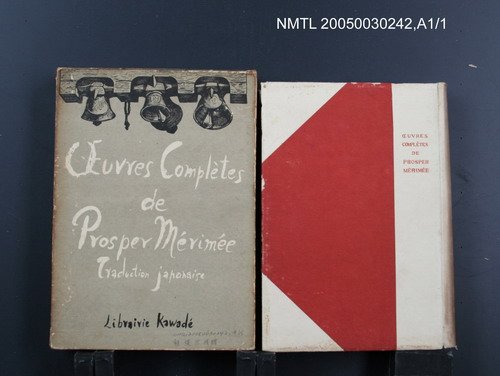 NMTL 20050030242,A1/1
Œuvres Complètes
de
Prosper Mérimée
Traduction japonaise
Librairie Kawadé
ŒUVRES
COMPLÈTES
DE
PROSPER
MÉRIMÉE